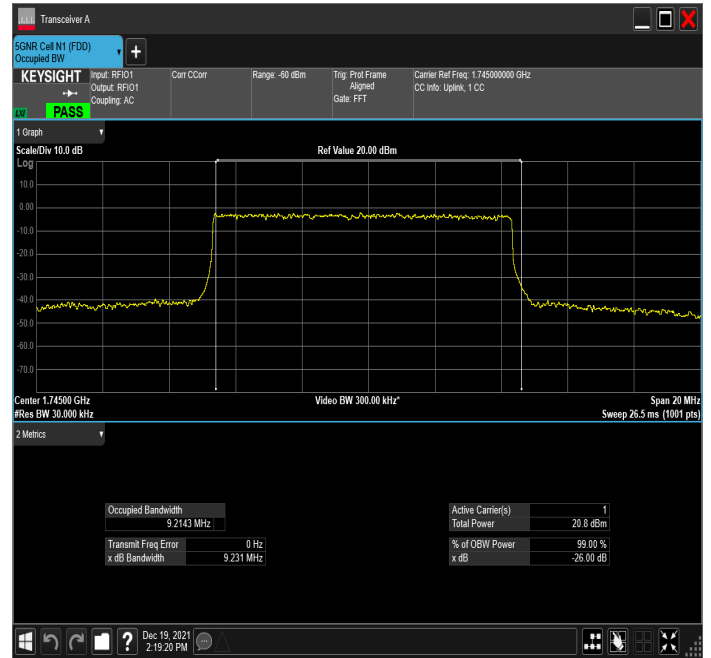 Transceiver A
5GNR Cell N1 (FDD)
Occupied BW
KEYSIGHT
Input: RFIO1
Output: RFIO1
Coupling: AC
Corr CCorr
Range: -60 dBm
Trig: Prot Frame
Aligned
Gate: FFT
Carrier Ref Freq: 1.745000000 GHz
CC Info: Uplink, 1 CC
LXI
PASS
1 Graph
Scale/Div 10.0 dB
Ref Value 20.00 dBm
Log
10.0
0.00
-10.0
-20.0
-30.0
-40.0
-50.0
-60.0
-70.0
Center 1.74500 GHz
Video BW 300.00 kHz*
Span 20 MHz
#Res BW 30.000 kHz
Sweep 26.5 ms (1001 pts)
2 Metrics
Occupied Bandwidth
9.2143 MHz
Transmit Freq Error 0 Hz
x dB Bandwidth 9.231 MHz
Active Carrier(s) 1
Total Power 20.8 dBm
% of OBW Power 99.00 %
x dB -26.00 dB
Dec 19, 2021
2:19:20 PM